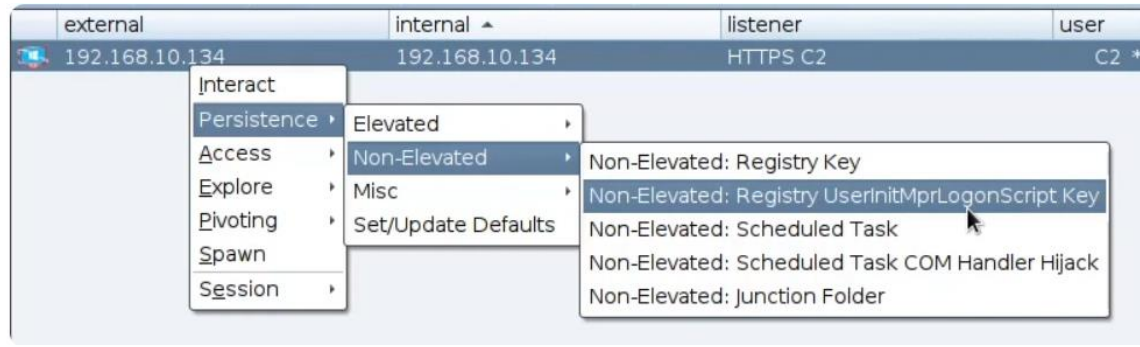 external internal listener user
192.168.10.134 192.168.10.134 HTTPS C2 C2 *
Interact
Persistence
Access
Explore
Pivoting
Spawn
Session
Elevated
Non-Elevated
Misc
Set/Update Defaults
Non-Elevated: Registry Key
Non-Elevated: Registry UserInitMprLogonScript Key
Non-Elevated: Scheduled Task
Non-Elevated: Scheduled Task COM Handler Hijack
Non-Elevated: Junction Folder